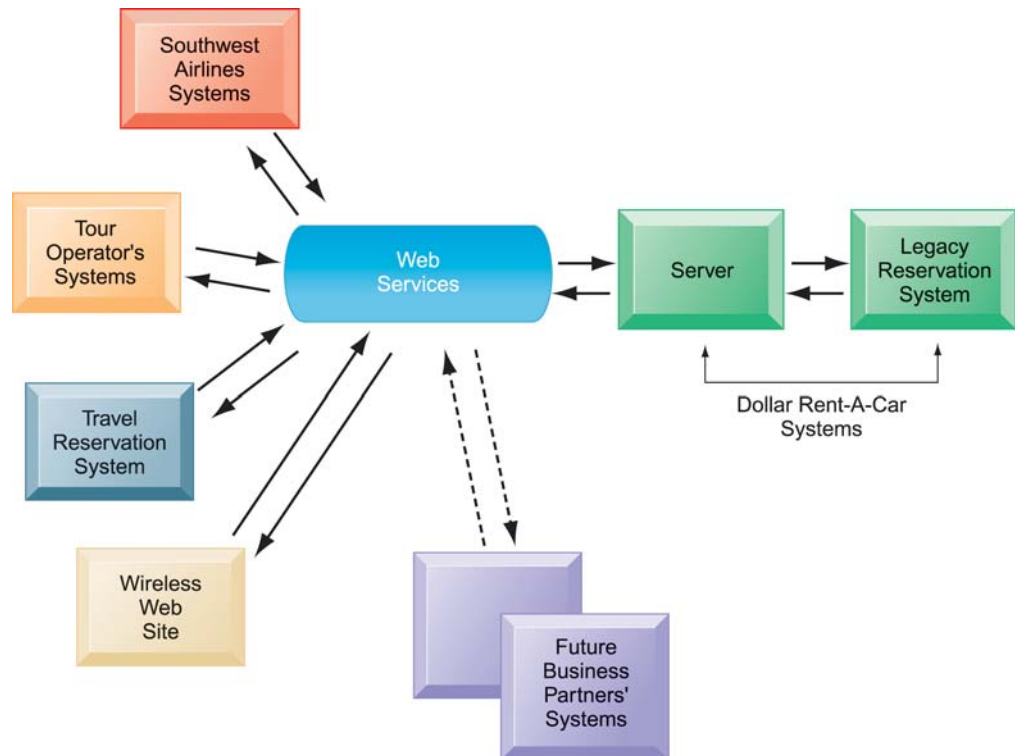 Southwest
Airlines
Systems
Tour
Operator's
Systems
Web
Services
Server
Legacy
Reservation
System
Travel
Reservation
System
Dollar Rent-A-Car
Systems
Wireless
Web
Site
Future
Business
Partners'
Systems